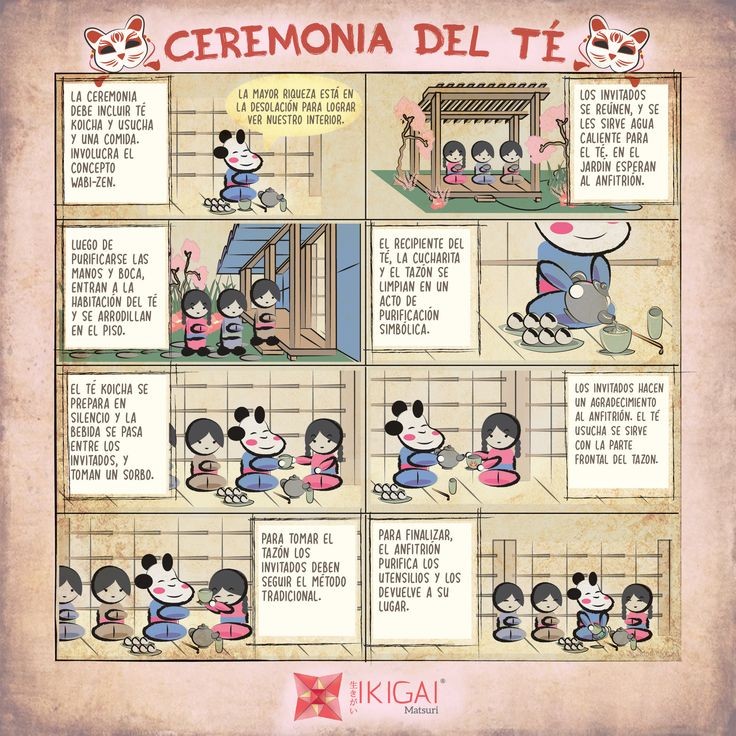 CEREMONIA DEL TÉ
LA CEREMONIA
DEBE INCLUIR TÉ
KOICHA Y USUCHA
Y UNA COMIDA.
INVOLUCRA EL
CONCEPTO
WABI-ZEN.
LA MAYOR RIQUEZA ESTÁ EN
LA DESOLACIÓN PARA LOGRAR
VER NUESTRO INTERIOR.
LOS INVITADOS
SE REÚNEN, Y SE
LES SIRVE AGUA
CALIENTE PARA
EL TÉ. EN EL
JARDÍN ESPERAN
AL ANFITRIÓN.
LUEGO DE
PURIFICARSE LAS
MANOS Y BOCA,
ENTRAN A LA
HABITACIÓN DEL TÉ
Y SE ARRODILLAN
EN EL PISO.
EL RECIPIENTE DEL
TÉ, LA CUCHARITA
Y EL TAZÓN SE
LIMPIAN EN UN
ACTO DE
PURIFICACIÓN
SIMBÓLICA.
EL TÉ KOICHA SE
PREPARA EN
SILENCIO Y LA
BEBIDA SE PASA
ENTRE LOS
INVITADOS, Y
TOMAN UN SORBO.
LOS INVITADOS HACEN
UN AGRADECIMIENTO
AL ANFITRIÓN. EL TÉ
USUCHA SE SIRVE
CON LA PARTE
FRONTAL DEL TAZON.
PARA TOMAR EL
TAZÓN LOS
INVITADOS DEBEN
SEGUIR EL MÉTODO
TRADICIONAL.
PARA FINALIZAR,
EL ANFITRIÓN
PURIFICA LOS
UTENSILIOS Y LOS
DEVUELVE A SU
LUGAR.
生きがい
IKIGAI®
Matsuri